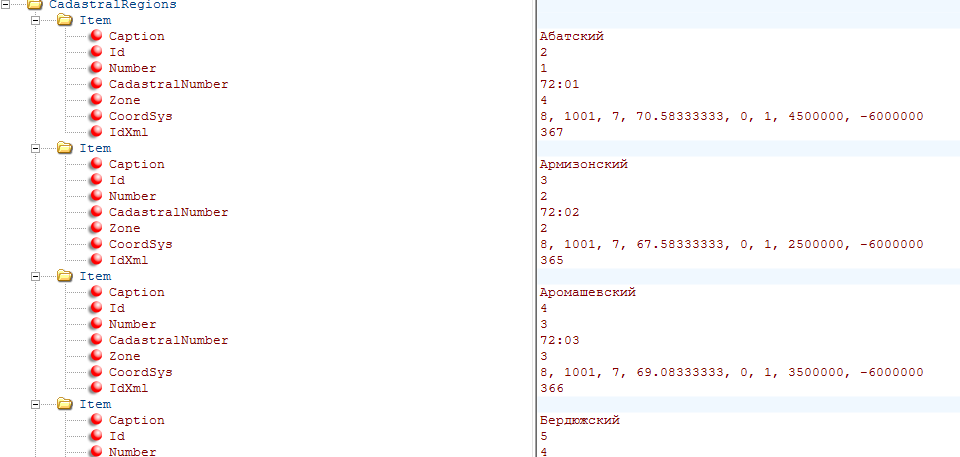 CadastralRegions
Item
Caption Абатский
Id 2
Number 1
CadastralNumber 72:01
Zone 4
CoordSys 8, 1001, 7, 70.58333333, 0, 1, 4500000, -6000000
IdXml 367
Item
Caption Армизонский
Id 3
Number 2
CadastralNumber 72:02
Zone 2
CoordSys 8, 1001, 7, 67.58333333, 0, 1, 2500000, -6000000
IdXml 365
Item
Caption Аромашевский
Id 4
Number 3
CadastralNumber 72:03
Zone 3
CoordSys 8, 1001, 7, 69.08333333, 0, 1, 3500000, -6000000
IdXml 366
Item
Caption Бердюжский
Id 5
Number 4